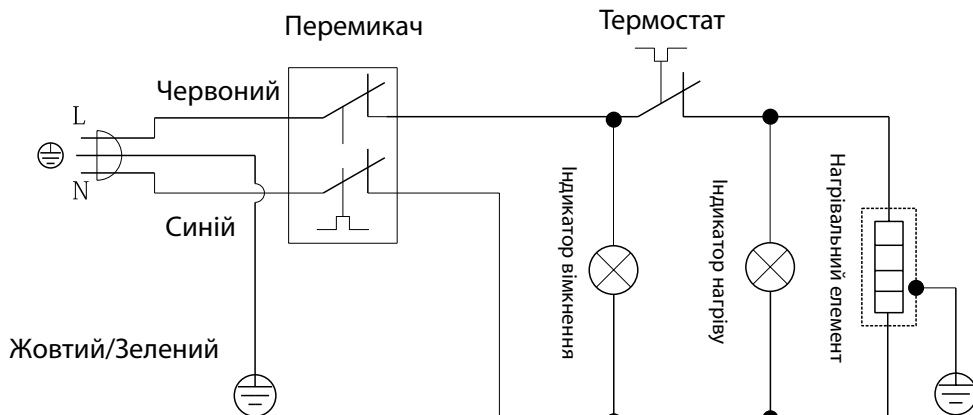 Перемикач
Термостат
Червоний
L
N
Синій
Жовтий/Зелений
Індикатор вімкнення
Індикатор нагріву
Нагрівальний елемент